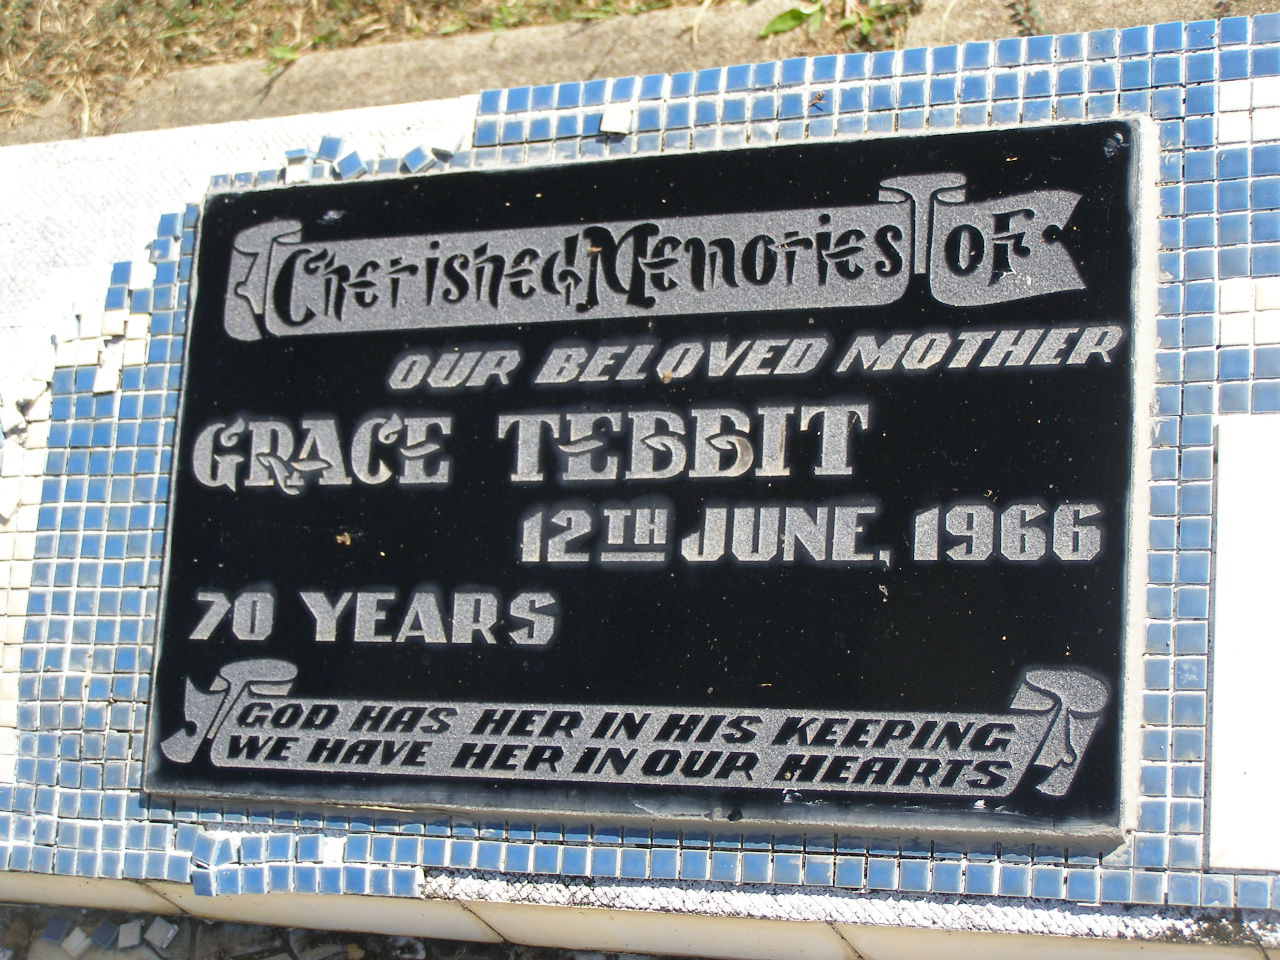 Cherished Memories of
OUR BELOVED MOTHER
GRACE TEBBIT
12TH JUNE, 1966
70 YEARS
GOD HAS HER IN HIS KEEPING
WE HAVE HER IN OUR HEARTS